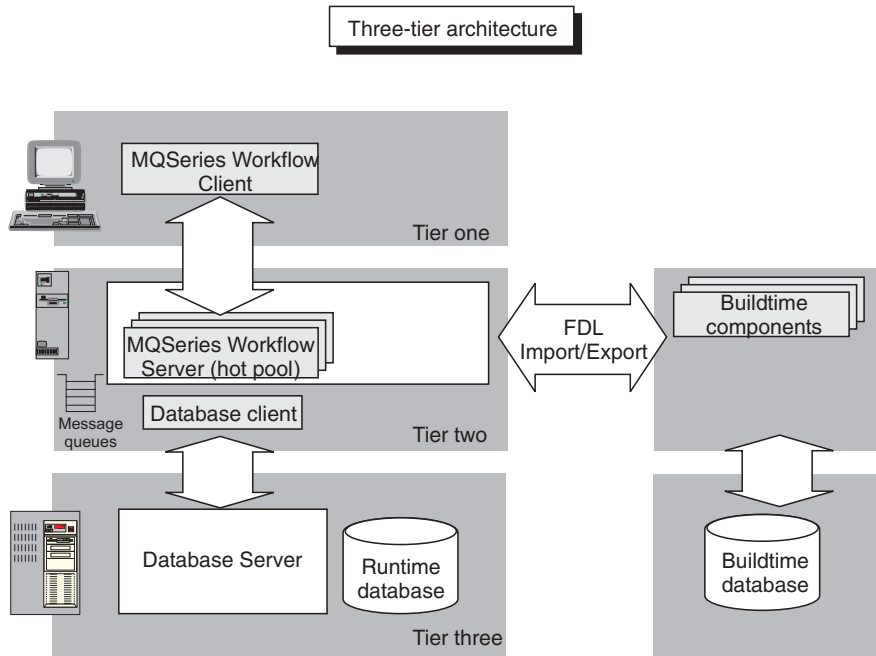 Three-tier architecture
MQSeries Workflow
Client
Tier one
MQSeries Workflow
Server (hot pool)
Message
queues
Database client
Tier two
FDL
Import/Export
Buildtime
components
Database Server
Runtime
database
Tier three
Buildtime
database